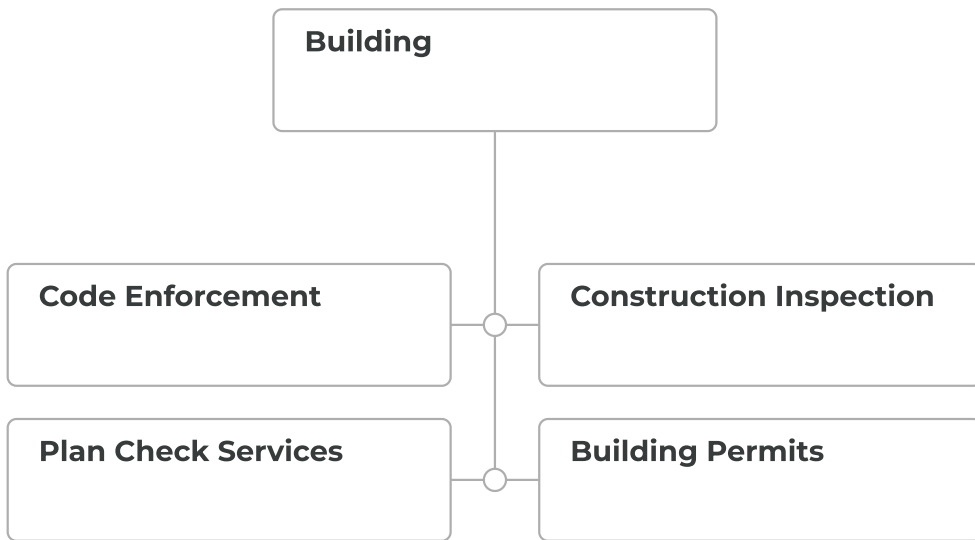 Building
Code Enforcement
Construction Inspection
Plan Check Services
Building Permits